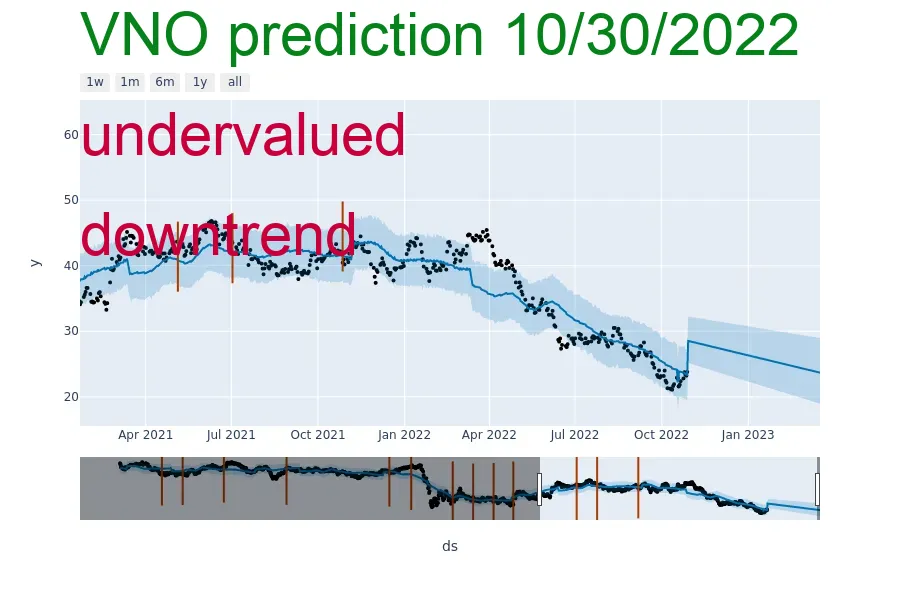 VNO prediction 10/30/2022
1w 1m 6m 1y all
undervalued
downtrend
60
50
40
30
20
y
Apr 2021 Jul 2021 Oct 2021 Jan 2022 Apr 2022 Jul 2022 Oct 2022 Jan 2023
ds